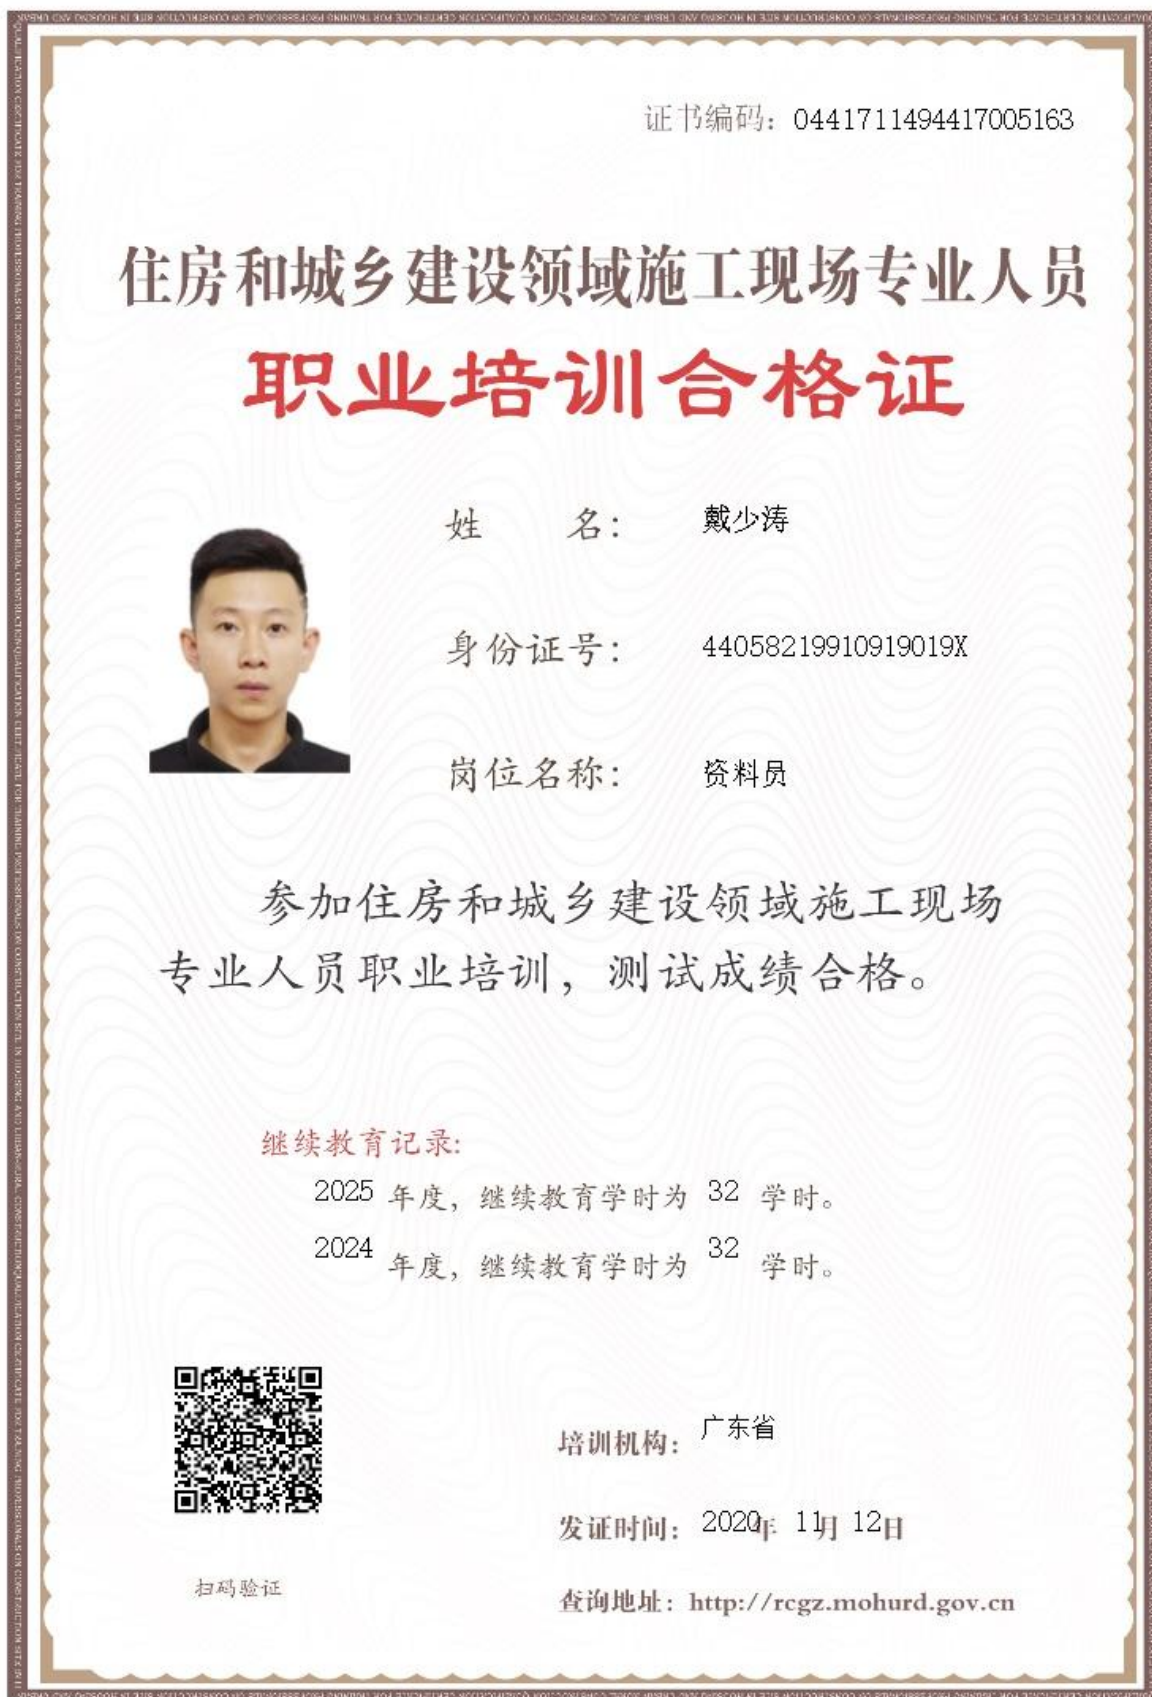 证书编码：0441711494417005163
住房和城乡建设领域施工现场专业人员
职业培训合格证
姓 名： 戴少涛
身份证号： 44058219910919019X
岗位名称： 资料员
参加住房和城乡建设领域施工现场
专业人员职业培训，测试成绩合格。
继续教育记录:
2025 年度，继续教育学时为 32 学时。
2024 年度，继续教育学时为 32 学时。
培训机构： 广东省
发证时间： 2020年 11月 12日
扫码验证
查询地址：http://rcgz.mohurd.gov.cn